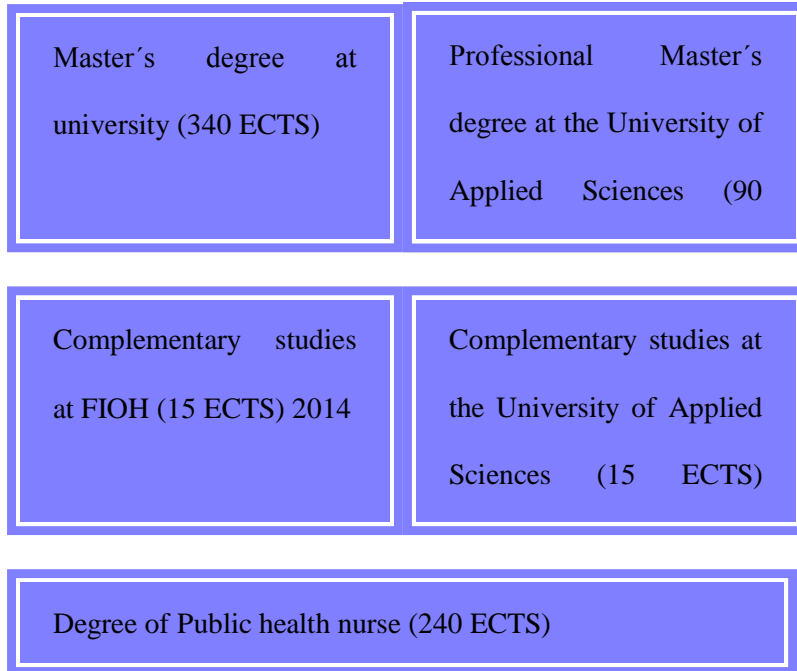 Master´s degree at
university (340 ECTS)
Professional Master´s
degree at the University of
Applied Sciences (90
Complementary studies
at FIOH (15 ECTS) 2014
Complementary studies at
the University of Applied
Sciences (15 ECTS)
Degree of Public health nurse (240 ECTS)